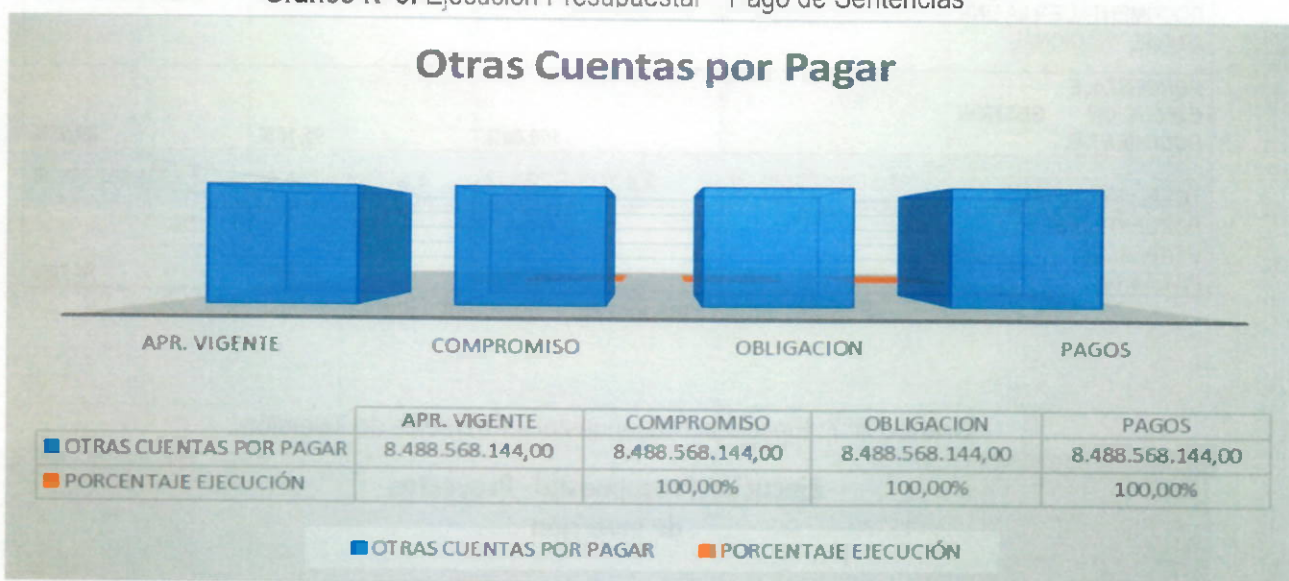 Ejecución Presupuestal - Pago de Sentencias
Otras Cuentas por Pagar
APR. VIGENTE COMPROMISO OBLIGACION PAGOS
APR. VIGENTE COMPROMISO OBLIGACION PAGOS
OTRAS CUENTAS POR PAGAR 8.488.568.144,00 8.488.568.144,00 8.488.568.144,00 8.488.568.144,00
PORCENTAJE EJECUCIÓN 100,00% 100,00% 100,00%
OTRAS CUENTAS POR PAGAR PORCENTAJE EJECUCIÓN